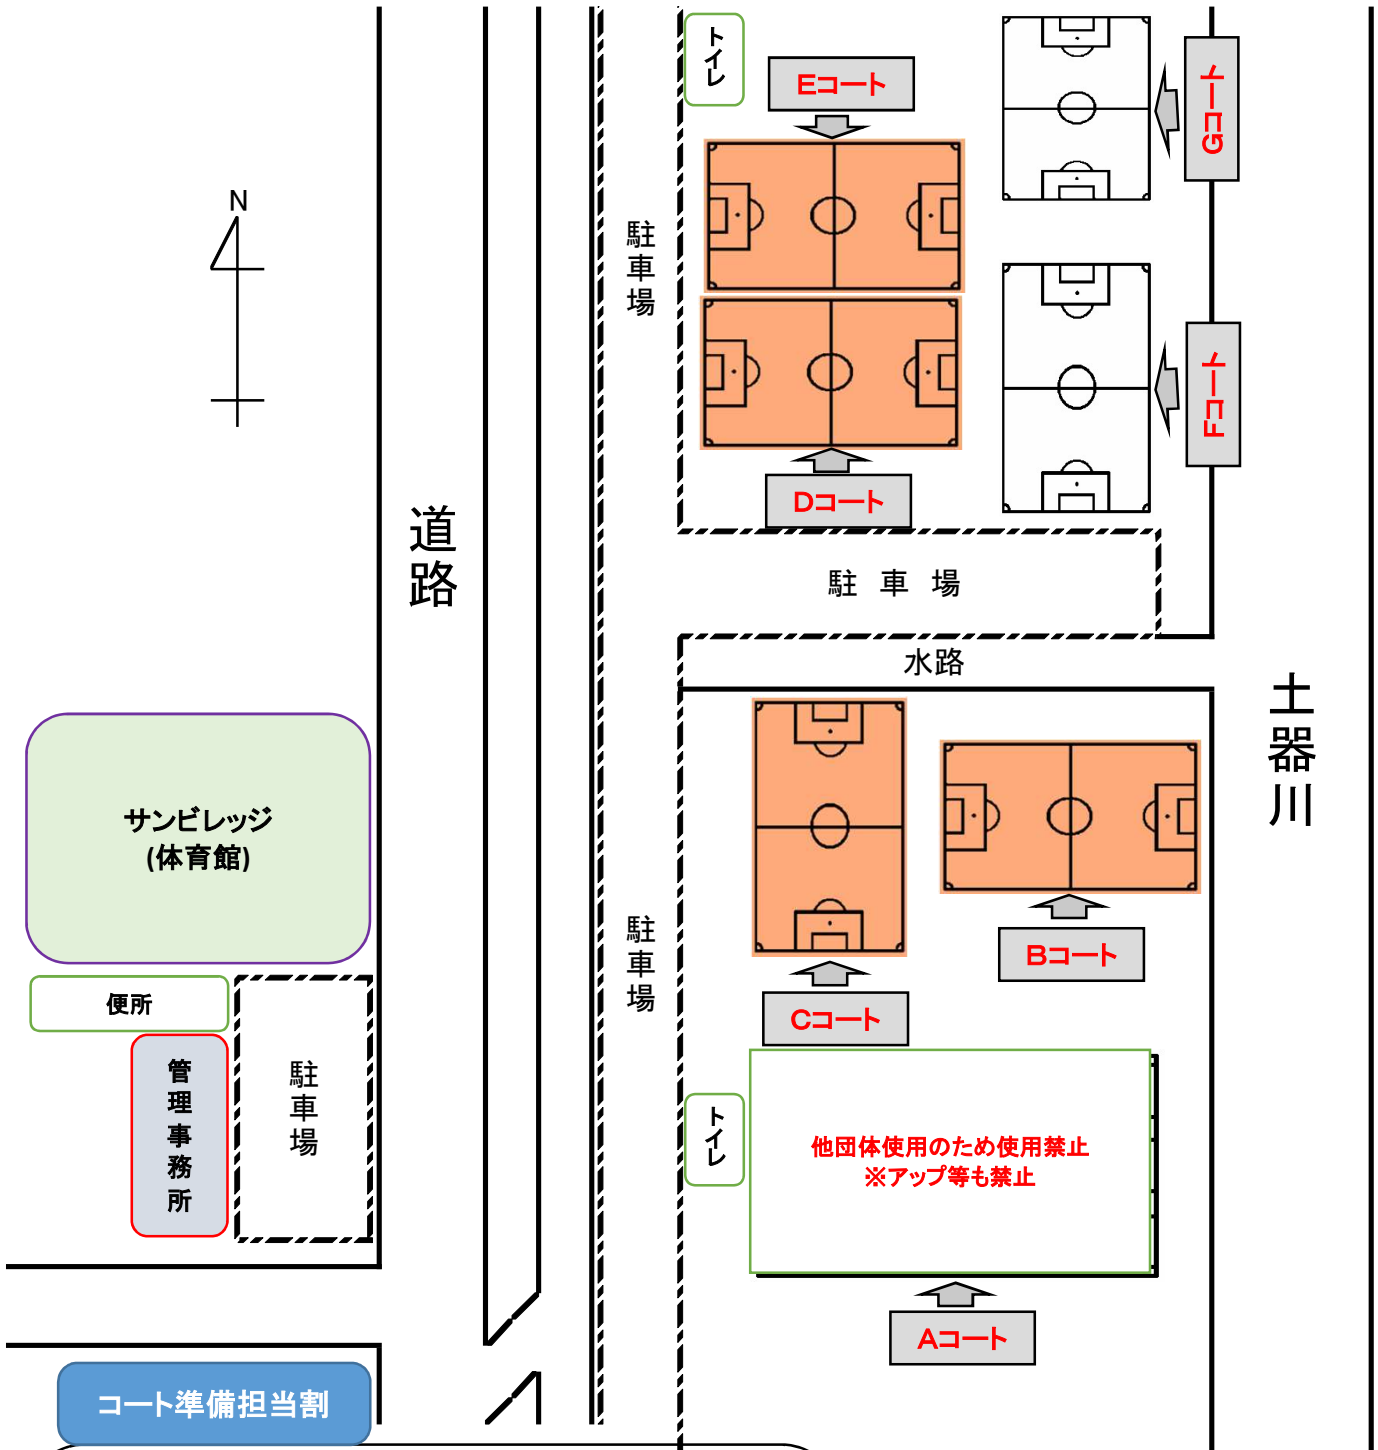 トイレ
Eコート
Gコート
N
駐車場
Fコート
Dコート
道路
駐車場
水路
土器川
サンビレッジ
(体育館)
駐車場
Bコート
便所
Cコート
管理事務所
駐車場
トイレ
他団体使用のため使用禁止
※アップ等も禁止
Aコート
コート準備担当割